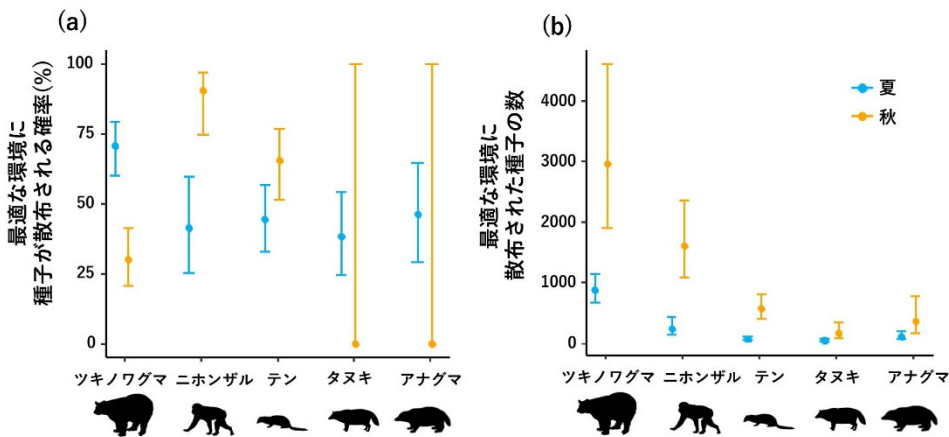 (a)
最適な環境に
種子が散布される確率(%)
100
75
50
25
0
ツキノワグマ ニホンザル テン タヌキ アナグマ
(b)
最適な環境に
散布された種子の数
4000
3000
2000
1000
0
夏
秋
ツキノワグマ ニホンザル テン タヌキ アナグマ